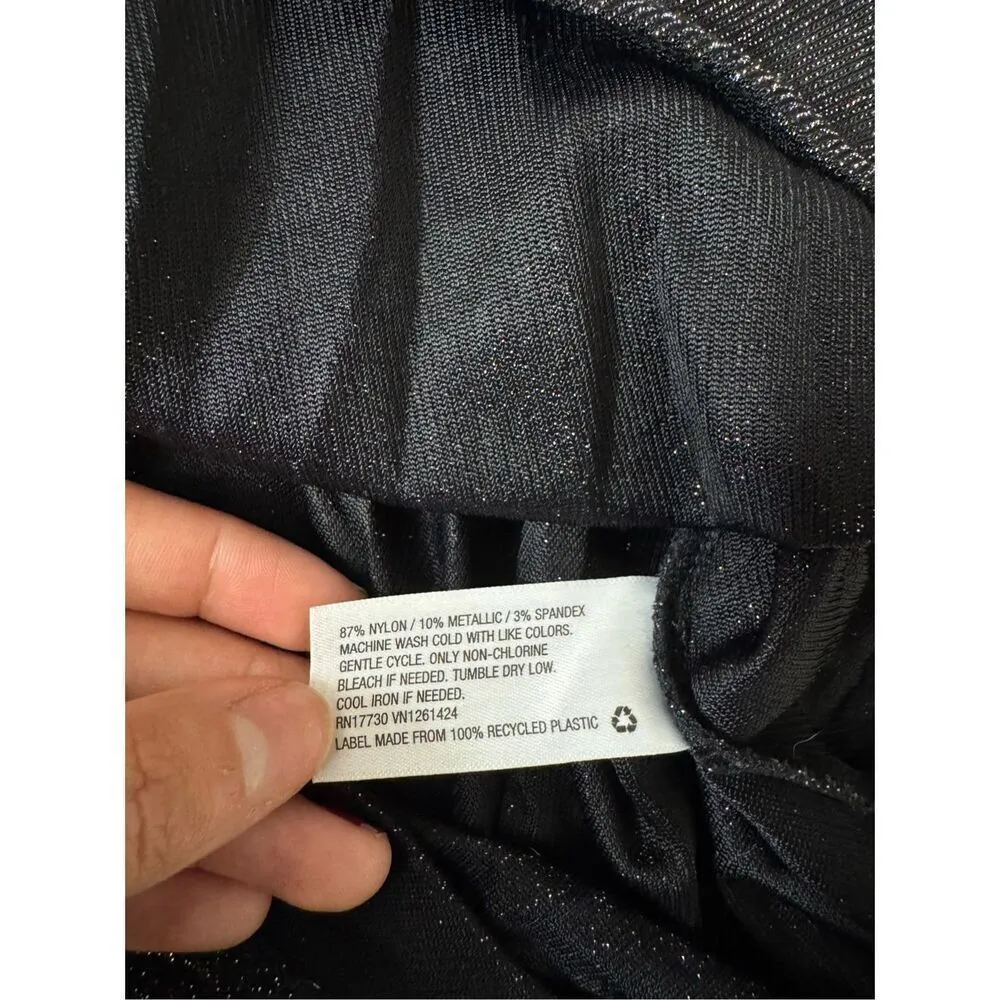 87% NYLON / 10% METALLIC / 3% SPANDEX
MACHINE WASH COLD WITH LIKE COLORS.
GENTLE CYCLE. ONLY NON-CHLORINE
BLEACH IF NEEDED. TUMBLE DRY LOW.
COOL IRON IF NEEDED.
RN17730 VN1261424
LABEL MADE FROM 100% RECYCLED PLASTIC